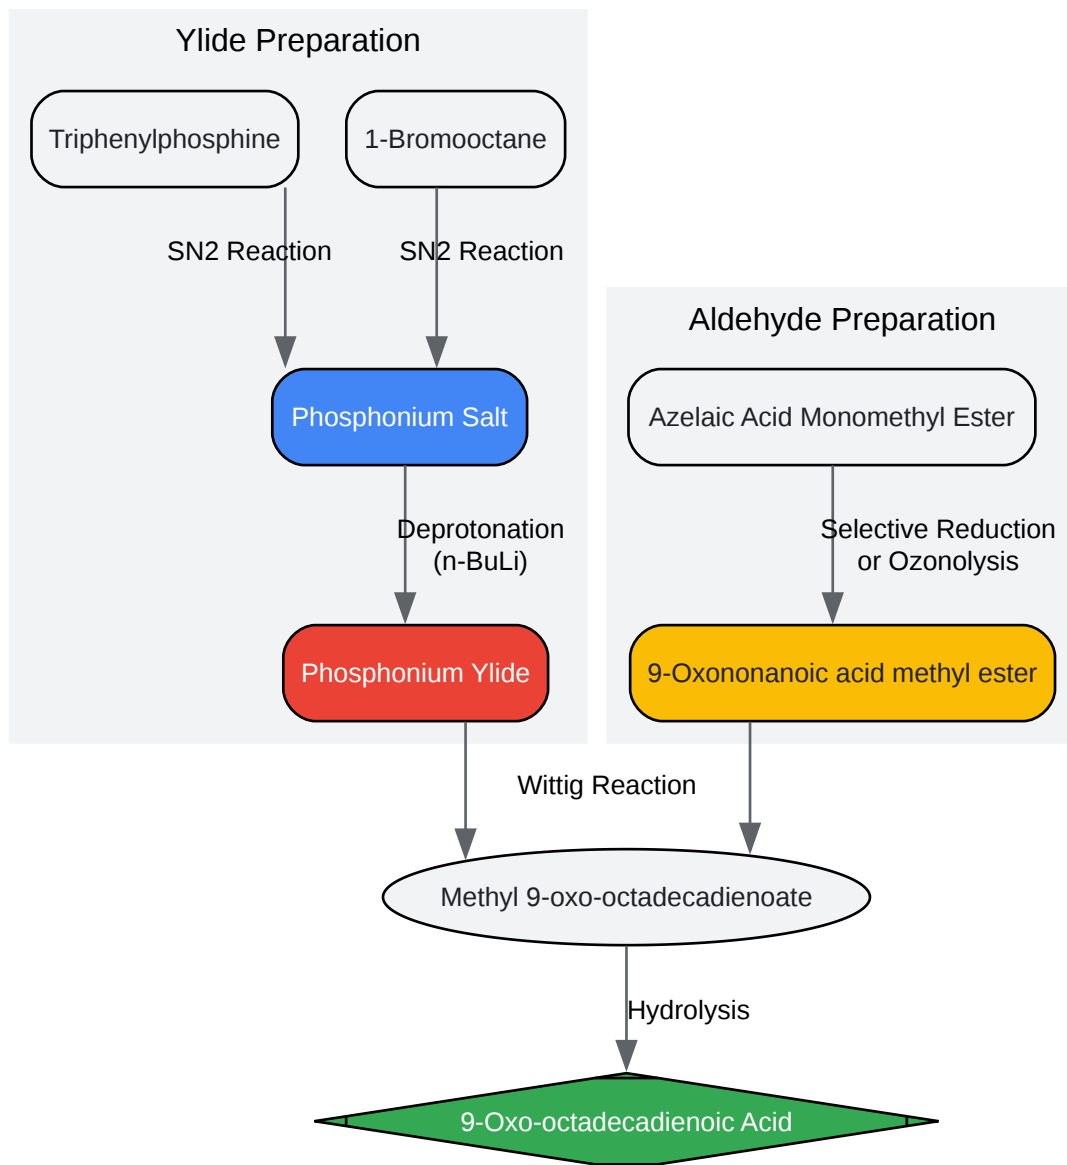 Ylide Preparation
Triphenylphosphine
1-Bromooctane
SN2 Reaction
SN2 Reaction
Aldehyde Preparation
Phosphonium Salt
Azelaic Acid Monomethyl Ester
Deprotonation
(n-BuLi)
Selective Reduction
or Ozonolysis
Phosphonium Ylide
9-Oxononanoic acid methyl ester
Wittig Reaction
Methyl 9-oxo-octadecadienoate
Hydrolysis
9-Oxo-octadecadienoic Acid